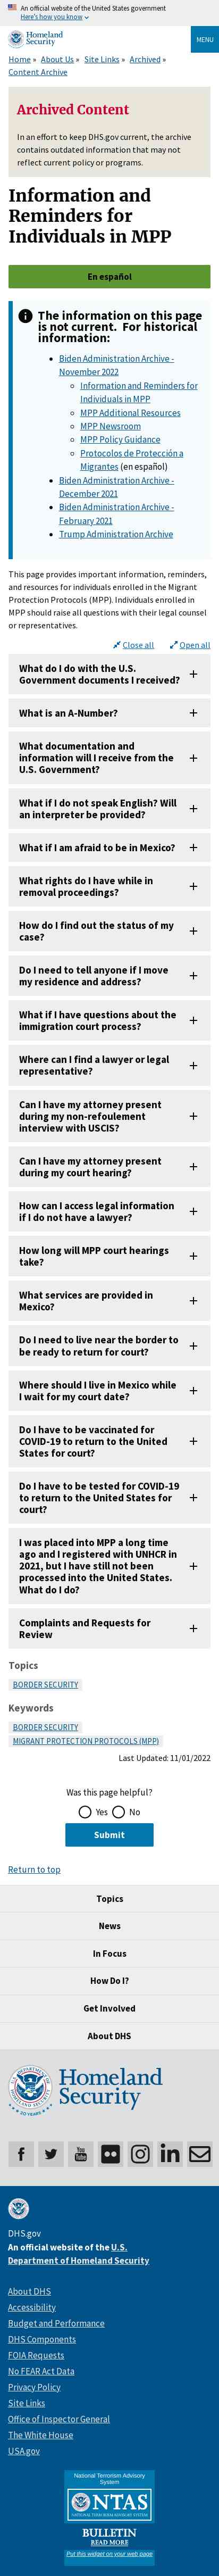 An official website of the United States government
Here's how you know
Homeland
Security
MENU
Home » About Us » Site Links » Archived »
Content Archive
Archived Content
In an effort to keep DHS.gov current, the archive
contains outdated information that may not
reflect current policy or programs.
Information and
Reminders for
Individuals in MPP
En español
The information on this page
is not current.  For historical
information:
Biden Administration Archive -
November 2022
Information and Reminders for
Individuals in MPP
MPP Additional Resources
MPP Newsroom
MPP Policy Guidance
Protocolos de Protección a
Migrantes (en español)
Biden Administration Archive -
December 2021
Biden Administration Archive -
February 2021
Trump Administration Archive
This page provides important information, reminders,
and resources for individuals enrolled in the Migrant
Protection Protocols (MPP). Individuals enrolled in
MPP should raise all questions with their legal counsel
or representatives.
Close all
Open all
What do I do with the U.S.
Government documents I received?
What is an A-Number?
What documentation and
information will I receive from the
U.S. Government?
What if I do not speak English? Will
an interpreter be provided?
What if I am afraid to be in Mexico?
What rights do I have while in
removal proceedings?
How do I find out the status of my
case?
Do I need to tell anyone if I move
my residence and address?
What if I have questions about the
immigration court process?
Where can I find a lawyer or legal
representative?
Can I have my attorney present
during my non-refoulement
interview with USCIS?
Can I have my attorney present
during my court hearing?
How can I access legal information
if I do not have a lawyer?
How long will MPP court hearings
take?
What services are provided in
Mexico?
Do I need to live near the border to
be ready to return for court?
Where should I live in Mexico while
I wait for my court date?
Do I have to be vaccinated for
COVID-19 to return to the United
States for court?
Do I have to be tested for COVID-19
to return to the United States for
court?
I was placed into MPP a long time
ago and I registered with UNHCR in
2021, but I have still not been
processed into the United States.
What do I do?
Complaints and Requests for
Review
Topics
BORDER SECURITY
Keywords
BORDER SECURITY
MIGRANT PROTECTION PROTOCOLS (MPP)
Last Updated: 11/01/2022
Was this page helpful?
Yes
No
Submit
Return to top
Topics
News
In Focus
How Do I?
Get Involved
About DHS
Homeland
Security
You
Tube
DHS.gov
An official website of the U.S.
Department of Homeland Security
About DHS
Accessibility
Budget and Performance
DHS Components
FOIA Requests
No FEAR Act Data
Privacy Policy
Site Links
Office of Inspector General
The White House
USA.gov
National Terrorism Advisory
System
NTAS
NATIONAL TERRORISM ADVISORY SYSTEM
BULLETIN
READ MORE
Put this widget on your web page